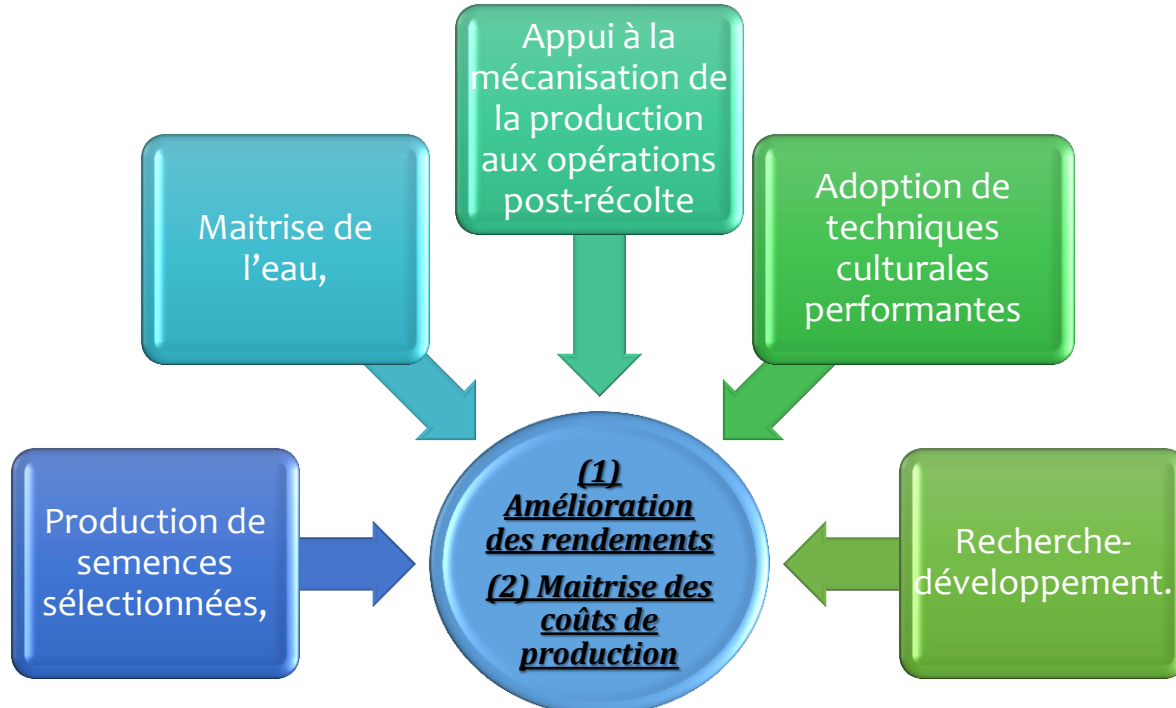 Appui à la
mécanisation de
la production
aux opérations
post-récolte
Maitrise de
l’eau,
Adoption de
techniques
culturales
performantes
Production de
semences
sélectionnées,
(1)
Amélioration
des rendements
(2) Maitrise des
coûts de
production
Recherche-
développement.